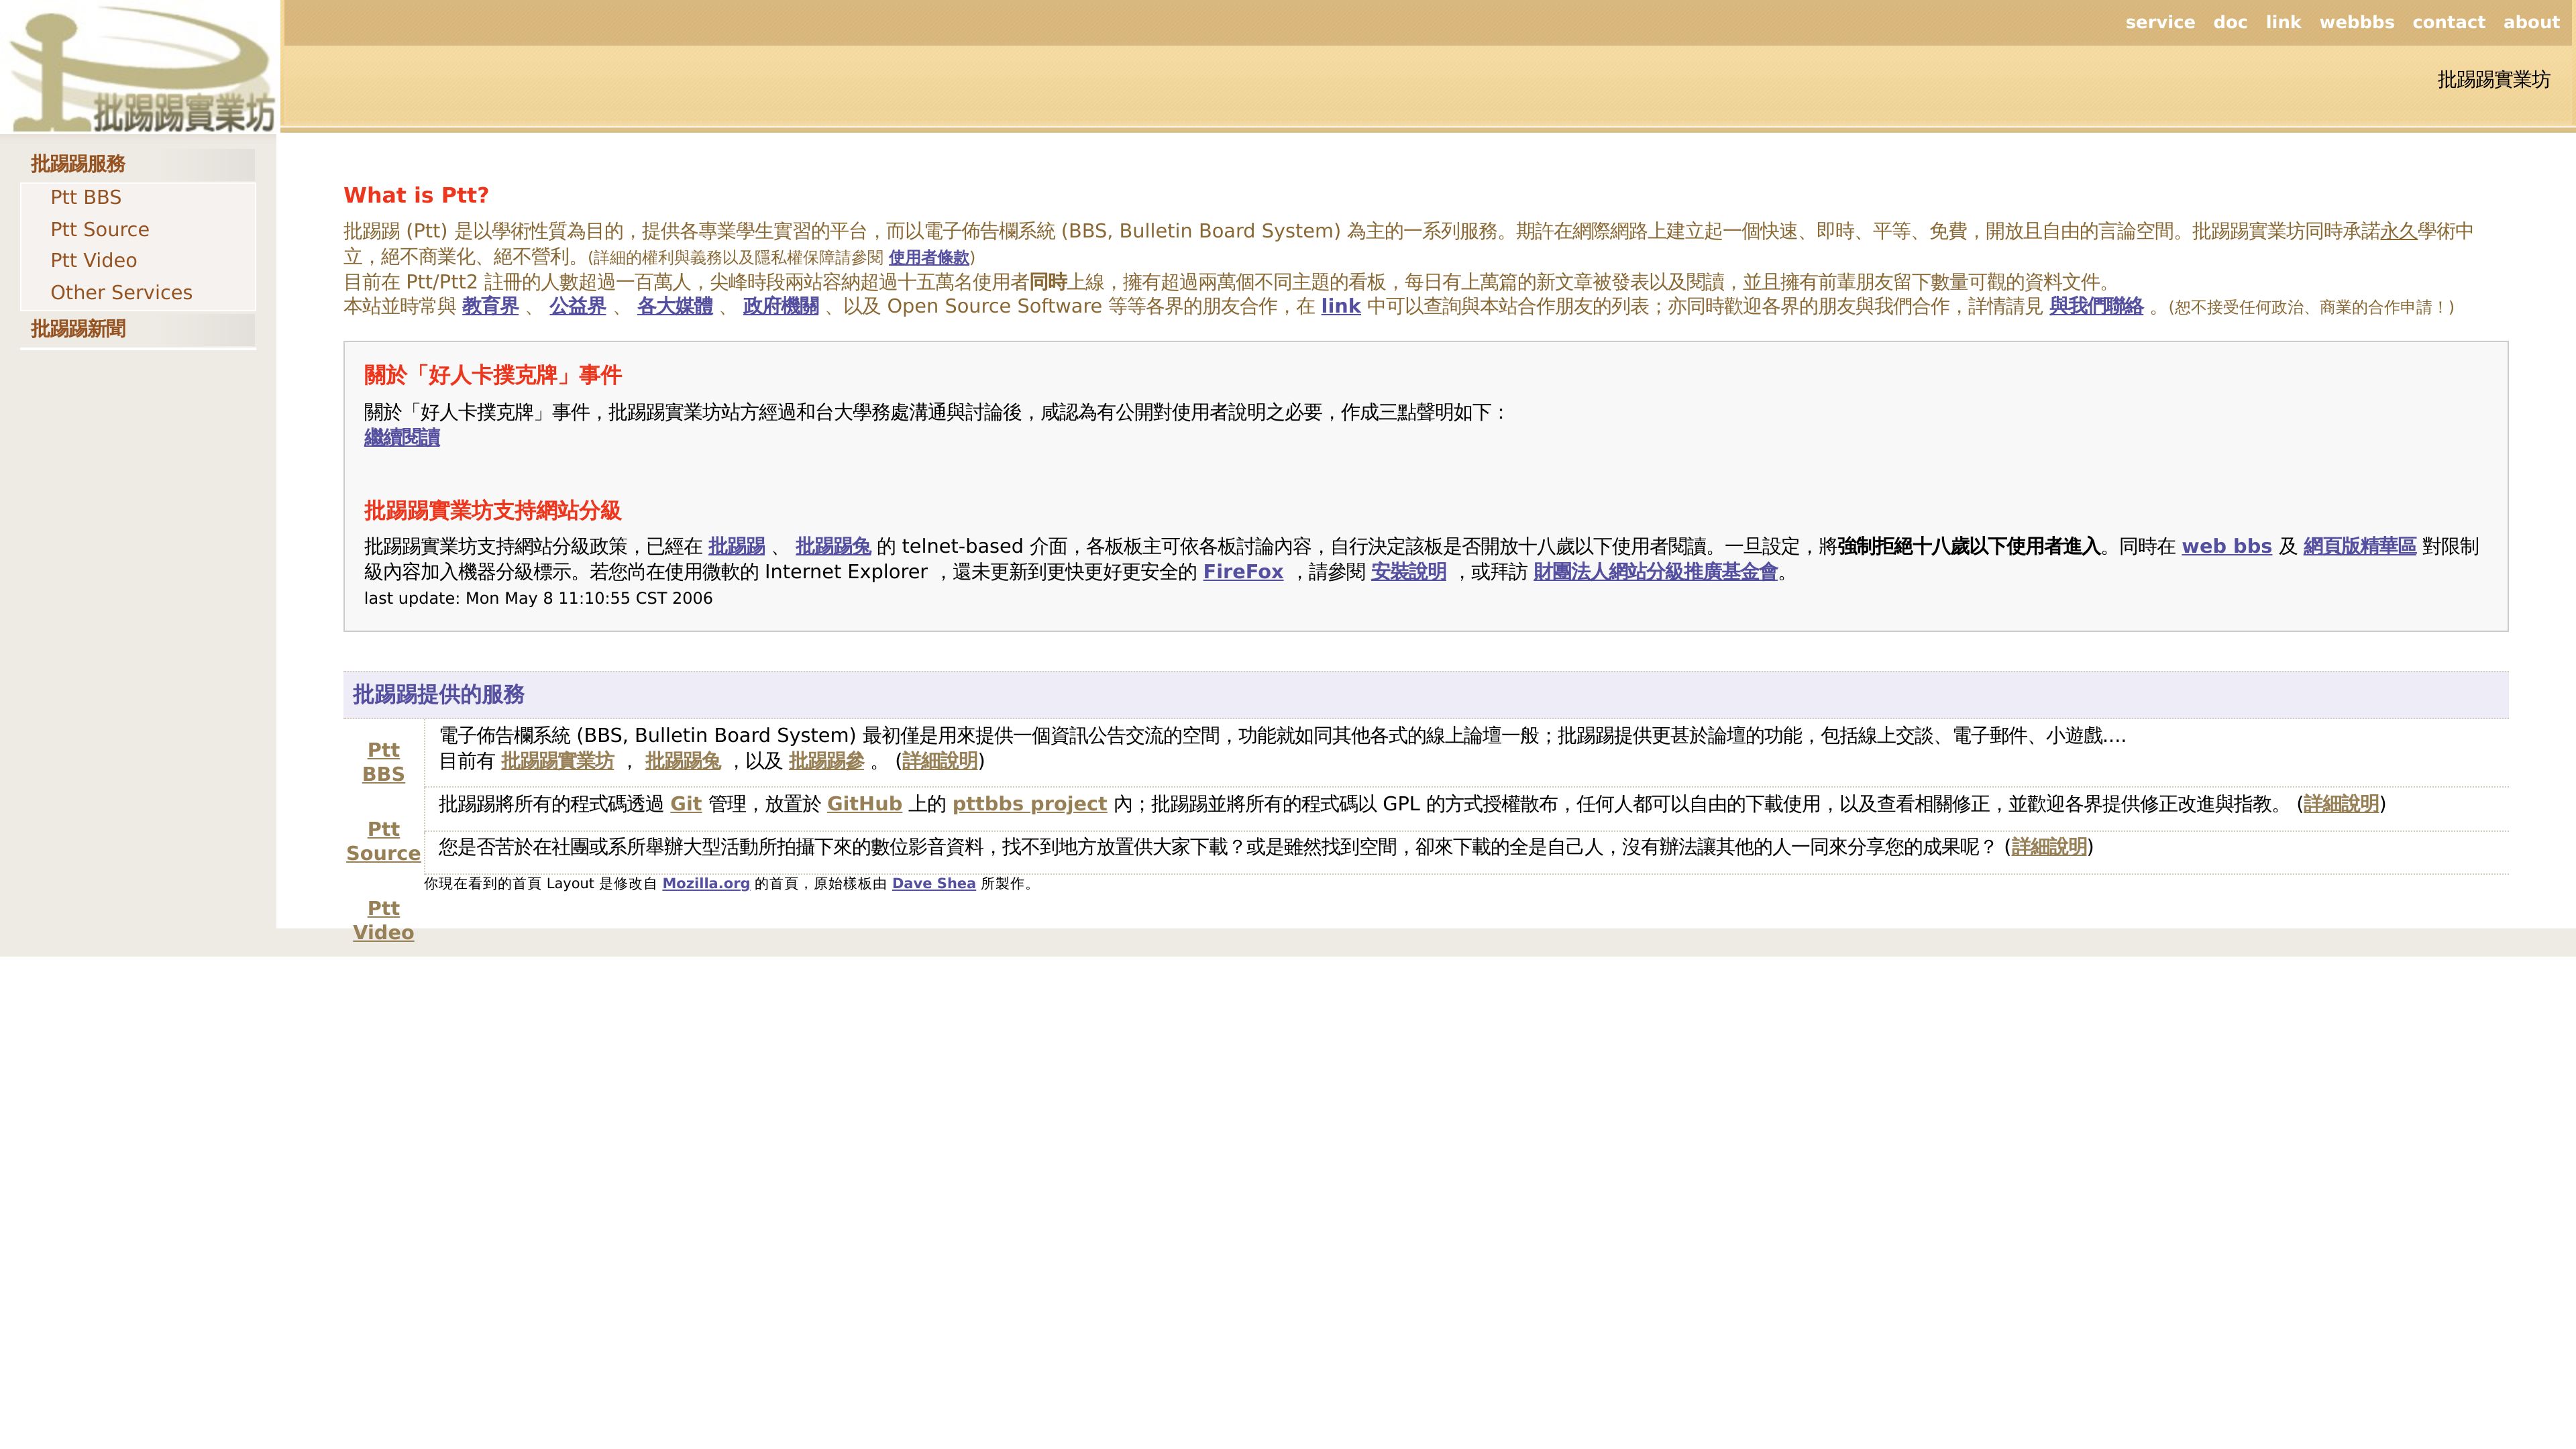 批踢踢實業坊
service doc link webbbs contact about
批踢踢實業坊
批踢踢服務
Ptt BBS
Ptt Source
Ptt Video
Other Services
批踢踢新聞
What is Ptt?
批踢踢 (Ptt) 是以學術性質為目的，提供各專業學生實習的平台，而以電子佈告欄系統 (BBS, Bulletin Board System) 為主的一系列服務。期許在網際網路上建立起一個快速、即時、平等、免費，開放且自由的言論空間。批踢踢實業坊同時承諾永久學術中
立，絕不商業化、絕不營利。(詳細的權利與義務以及隱私權保障請參閱 使用者條款)
目前在 Ptt/Ptt2 註冊的人數超過一百萬人，尖峰時段兩站容納超過十五萬名使用者同時上線，擁有超過兩萬個不同主題的看板，每日有上萬篇的新文章被發表以及閱讀，並且擁有前輩朋友留下數量可觀的資料文件。
本站並時常與 教育界 、 公益界 、 各大媒體 、 政府機關 、以及 Open Source Software 等等各界的朋友合作，在 link 中可以查詢與本站合作朋友的列表；亦同時歡迎各界的朋友與我們合作，詳情請見 與我們聯絡 。(恕不接受任何政治、商業的合作申請！)
關於「好人卡撲克牌」事件
關於「好人卡撲克牌」事件，批踢踢實業坊站方經過和台大學務處溝通與討論後，咸認為有公開對使用者說明之必要，作成三點聲明如下：
繼續閱讀
批踢踢實業坊支持網站分級
批踢踢實業坊支持網站分級政策，已經在 批踢踢 、 批踢踢兔 的 telnet-based 介面，各板板主可依各板討論內容，自行決定該板是否開放十八歲以下使用者閱讀。一旦設定，將強制拒絕十八歲以下使用者進入。同時在 web bbs 及 網頁版精華區 對限制
級內容加入機器分級標示。若您尚在使用微軟的 Internet Explorer ，還未更新到更快更好更安全的 FireFox ，請參閱 安裝說明 ，或拜訪 財團法人網站分級推廣基金會。
last update: Mon May 8 11:10:55 CST 2006
批踢踢提供的服務
Ptt
BBS
電子佈告欄系統 (BBS, Bulletin Board System) 最初僅是用來提供一個資訊公告交流的空間，功能就如同其他各式的線上論壇一般；批踢踢提供更甚於論壇的功能，包括線上交談、電子郵件、小遊戲....
目前有 批踢踢實業坊 ， 批踢踢兔 ，以及 批踢踢參 。 (詳細說明)
Ptt
Source
批踢踢將所有的程式碼透過 Git 管理，放置於 GitHub 上的 pttbbs project 內；批踢踢並將所有的程式碼以 GPL 的方式授權散布，任何人都可以自由的下載使用，以及查看相關修正，並歡迎各界提供修正改進與指教。 (詳細說明)
Ptt
Video
您是否苦於在社團或系所舉辦大型活動所拍攝下來的數位影音資料，找不到地方放置供大家下載？或是雖然找到空間，卻來下載的全是自己人，沒有辦法讓其他的人一同來分享您的成果呢？ (詳細說明)
你現在看到的首頁 Layout 是修改自 Mozilla.org 的首頁，原始樣板由 Dave Shea 所製作。